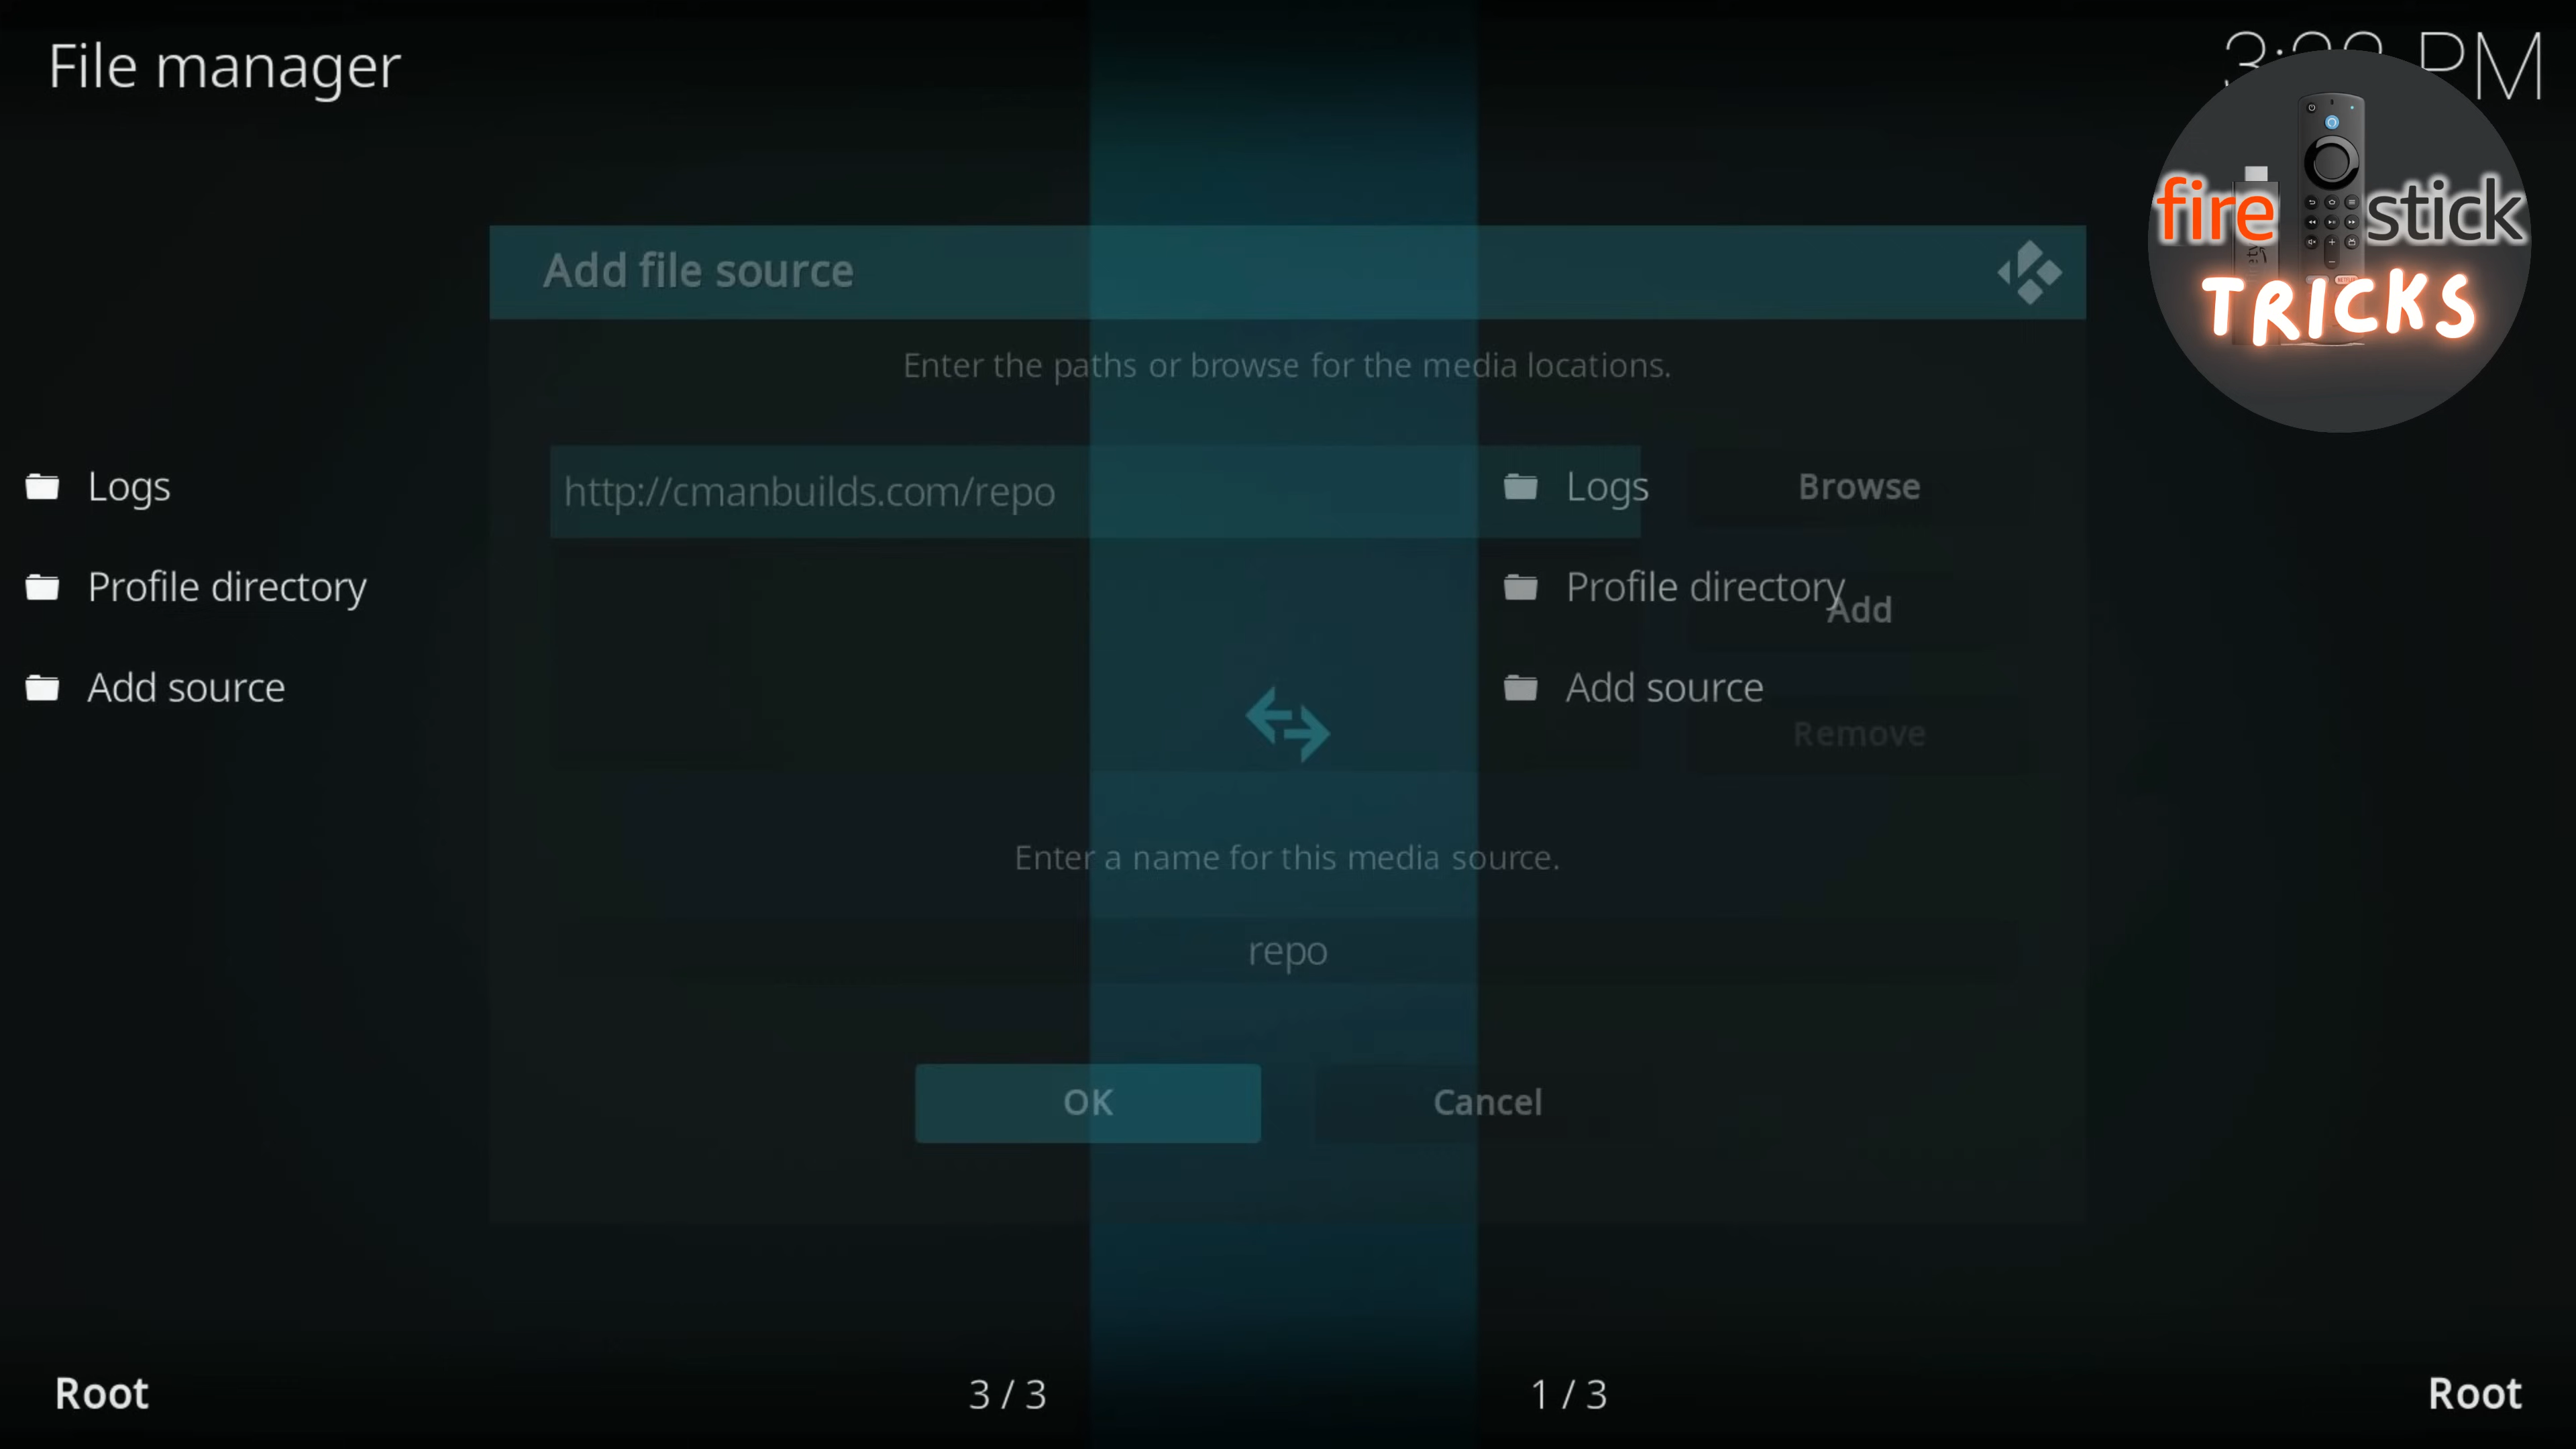 File manager
PM
fire stick
TRICKS
Add file source
Enter the paths or browse for the media locations.
Logs
http://cmanbuilds.com/repo
Logs
Browse
Profile directory
Profile directory
Add
Add source
Add source
Remove
Enter a name for this media source.
repo
OK
Cancel
Root
3 / 3
1 / 3
Root